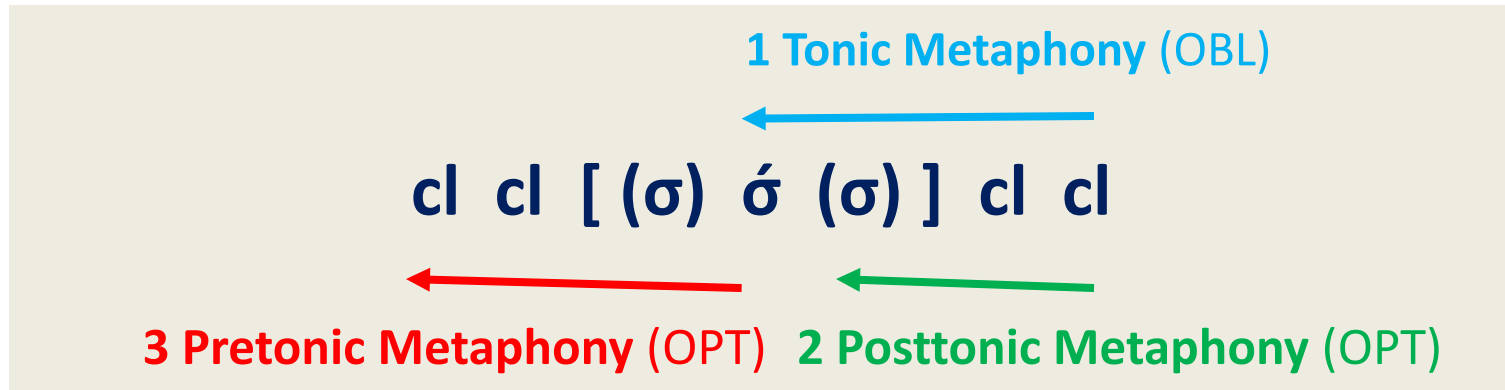 1 Tonic Metaphony (OBL)
cl cl [ (σ) σ́ (σ) ] cl cl
3 Pretonic Metaphony (OPT) 2 Posttonic Metaphony (OPT)